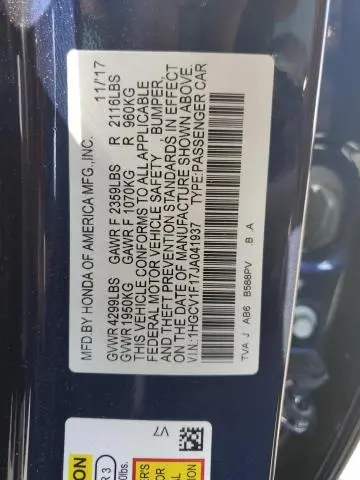 MFD.BY HONDA OF AMERICA MFG.,INC. 11/17
GVWR 4299LBS GAWR F 2359LBS R 2116LBS
GVWR 1950KG GAWR F 1070KG R 960KG
THIS VEHICLE CONFORMS TO ALL APPLICABLE
FEDERAL MOTOR VEHICLE SAFETY, BUMPER, AND
THEFT PREVENTION STANDARDS IN EFFECT
ON THE DATE OF MANUFACTURE SHOWN ABOVE.
V.I.N.:1HGCV1F17JA041937 TYPE:PASSENGER CAR
TVA J AB6 B588PV .B .A
V7